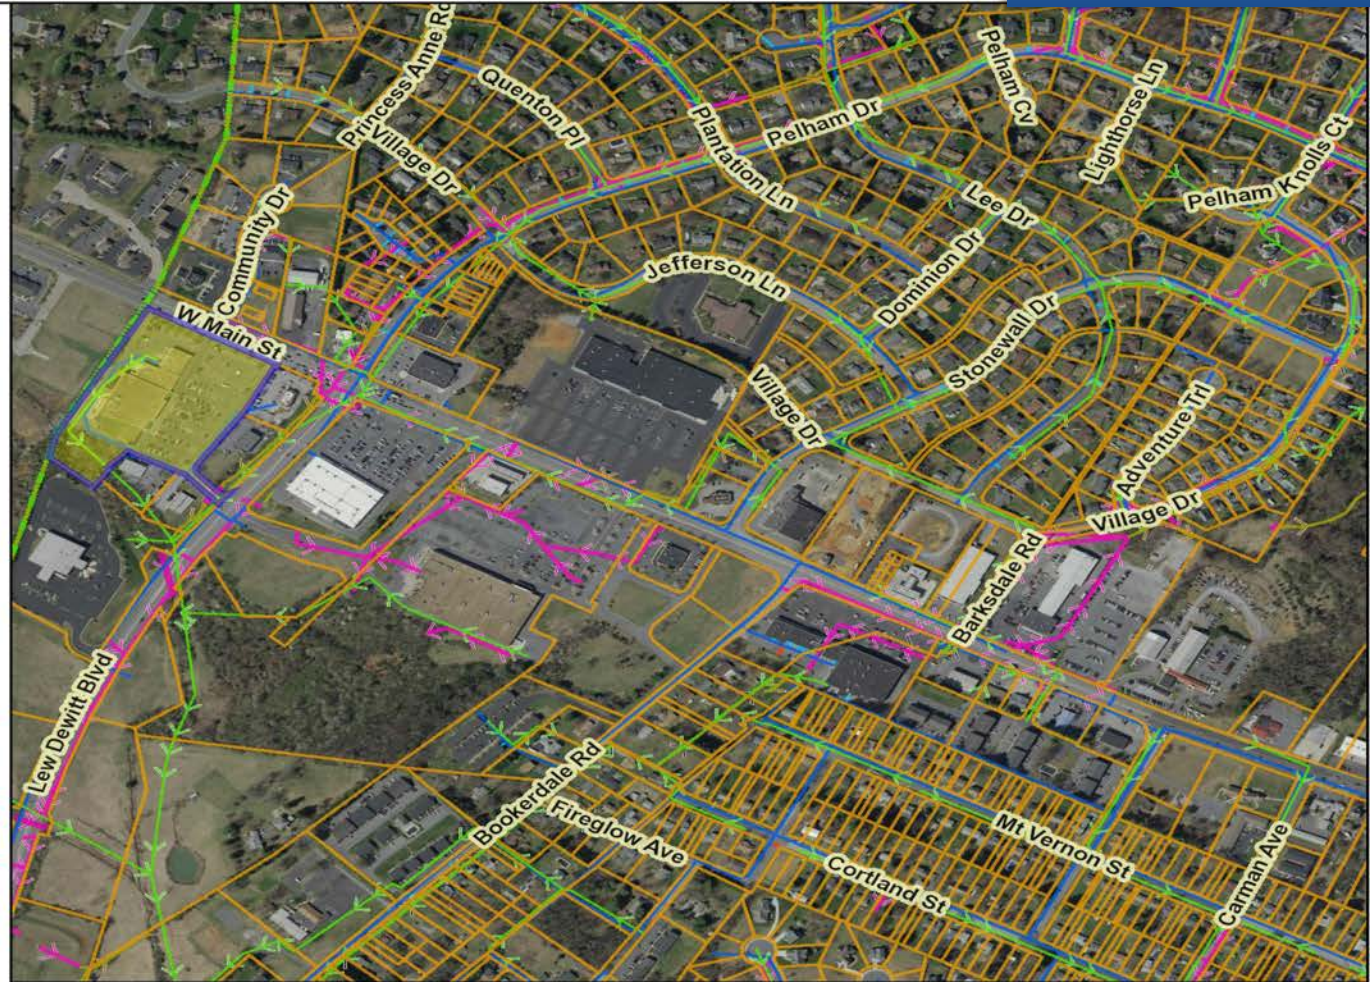 Princess Anne Rd
Quenton Pl
Village Dr
Plantation Ln
Pelham Dr
Pelham Cv
Lighthorse Ln
Pelham Knolls Ct
Community Dr
W Main St
Jefferson Ln
Lee Dr
Dominion Dr
Stonewall Dr
Village Dr
Adventure Trl
Village Dr
Barksdale Rd
Lew Dewitt Blvd
Bookerdale Rd
Fireglow Ave
Mt Vernon St
Cortland St
Carman Ave